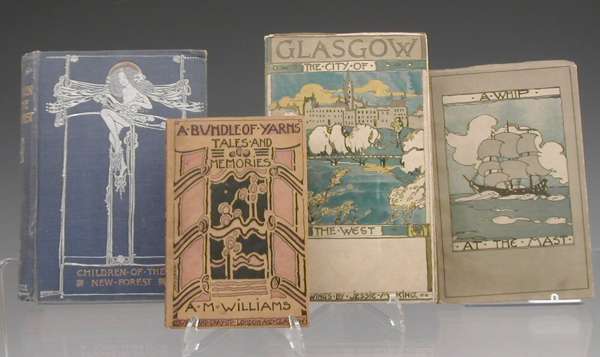 CHILDREN·OF·THE
NEW·FOREST
A·BUNDLE·OF·YARNS
TALES·AND
MEMORIES
A·M·WILLIAMS
GLASGOW
THE·CITY·OF
THE·WEST
BY·JESSIE·M·KING
A·WHIP
AT·THE·MAST